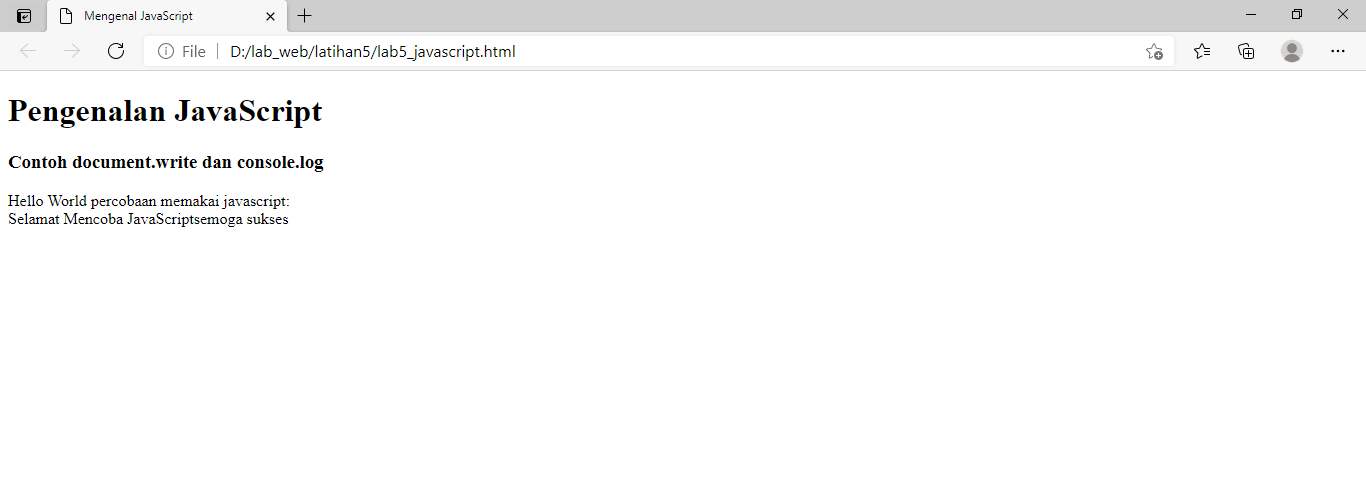 Mengenal JavaScript
File
D:/lab_web/latihan5/lab5_javascript.html
Pengenalan JavaScript
Contoh document.write dan console.log
Hello World percobaan memakai javascript:
Selamat Mencoba JavaScriptsemoga sukses